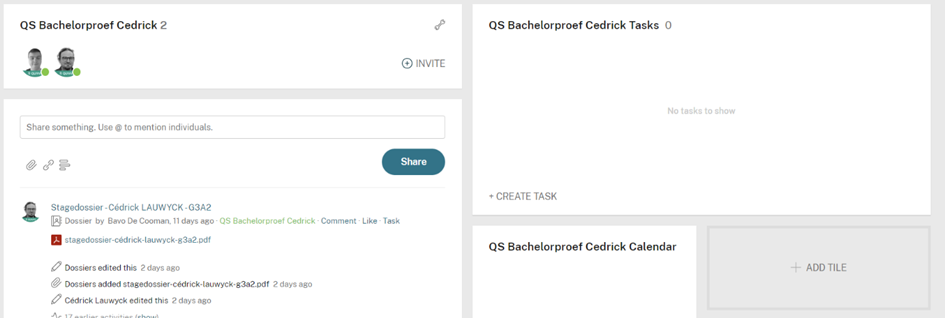 QS Bachelorproef Cedrick 2
INVITE
Share something. Use @ to mention individuals.
Share
Stagedossier - Cédrick LAUWYCK - G3A2
Dossier by Bavo De Cooman, 11 days ago · QS Bachelorproef Cedrick · Comment · Like · Task
stagedossier-cédrick-lauwyck-g3a2.pdf
Dossiers edited this 2 days ago
Dossiers added stagedossier-cédrick-lauwyck-g3a2.pdf 2 days ago
Cédrick Lauwyck edited this 2 days ago
17 earlier activities (show)
QS Bachelorproef Cedrick Tasks 0
No tasks to show
+ CREATE TASK
QS Bachelorproef Cedrick Calendar
+ ADD TILE